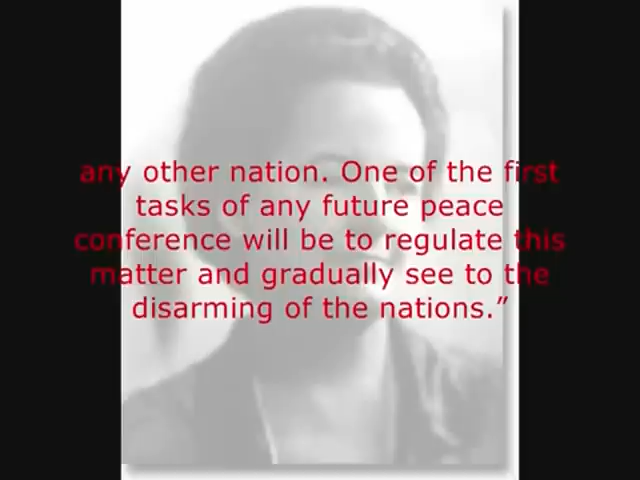 any other nation. One of the first
tasks of any future peace
conference will be to regulate this
matter and gradually see to the
disarming of the nations.”